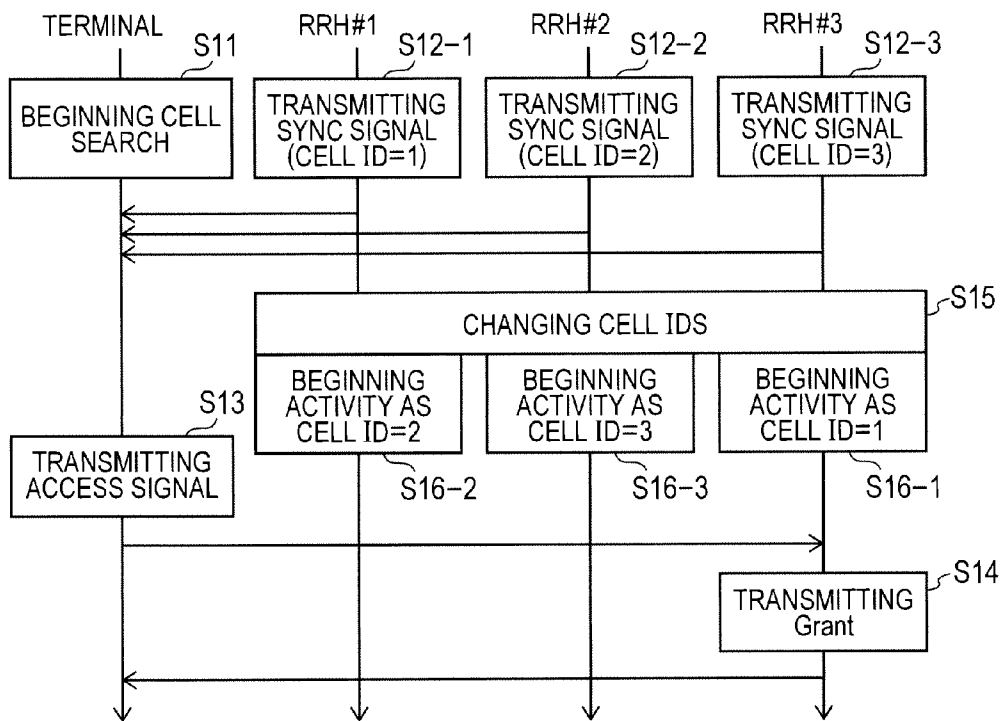 TERMINAL
RRH#1
RRH#2
RRH#3
S11
S12-1
S12-2
S12-3
BEGINNING CELL
SEARCH
TRANSMITTING
SYNC SIGNAL
(CELL ID=1)
TRANSMITTING
SYNC SIGNAL
(CELL ID=2)
TRANSMITTING
SYNC SIGNAL
(CELL ID=3)
S15
CHANGING CELL IDS
BEGINNING
ACTIVITY AS
CELL ID=2
BEGINNING
ACTIVITY AS
CELL ID=3
BEGINNING
ACTIVITY AS
CELL ID=1
S13
TRANSMITTING
ACCESS SIGNAL
S16-2
S16-3
S16-1
S14
TRANSMITTING
Grant